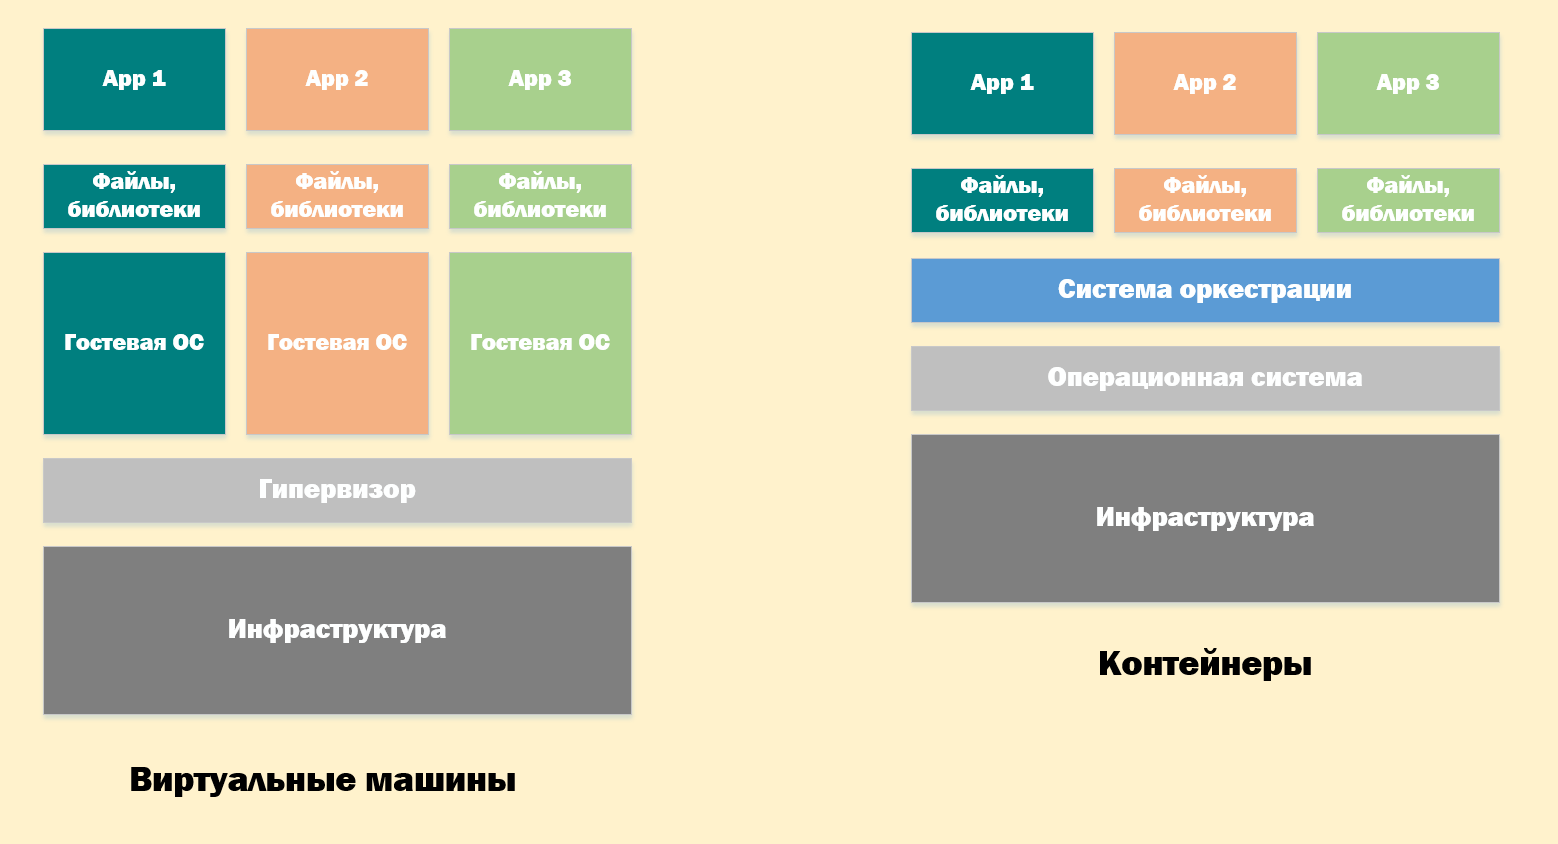 App 1
App 2
App 3
Файлы,
библиотеки
Файлы,
библиотеки
Файлы,
библиотеки
Гостевая ОС
Гостевая ОС
Гостевая ОС
Гипервизор
Инфраструктура
Виртуальные машины
App 1
App 2
App 3
Файлы,
библиотеки
Файлы,
библиотеки
Файлы,
библиотеки
Система оркестрации
Операционная система
Инфраструктура
Контейнеры